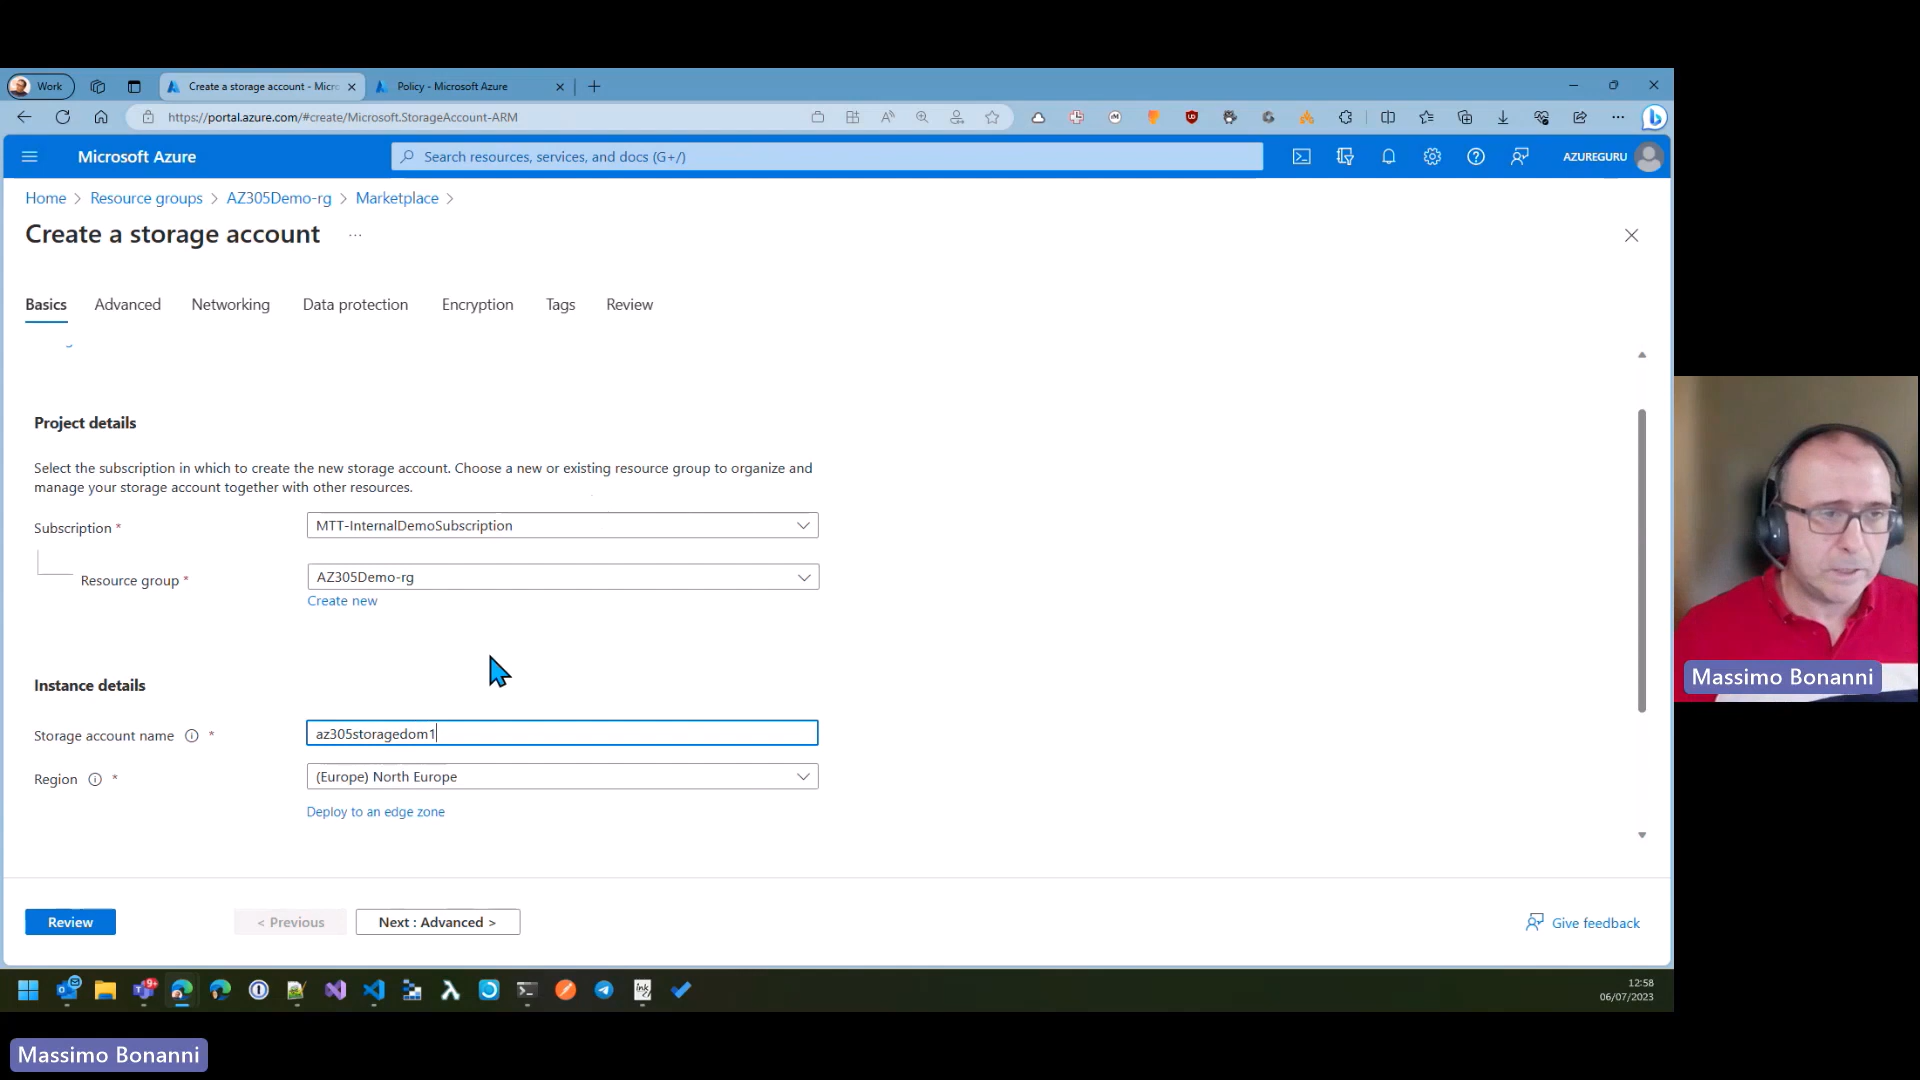 Work
Create a storage account - Micro
Policy - Microsoft Azure
https://portal.azure.com/#create/Microsoft.StorageAccount-ARM
Microsoft Azure
Search resources, services, and docs (G+/)
AZUREGURU
Home > Resource groups > AZ305Demo-rg > Marketplace >
Create a storage account ...
Basics
Advanced
Networking
Data protection
Encryption
Tags
Review
Project details
Select the subscription in which to create the new storage account. Choose a new or existing resource group to organize and
manage your storage account together with other resources.
Subscription *
MTT-InternalDemoSubscription
Resource group *
AZ305Demo-rg
Create new
Instance details
Storage account name *
az305storagedom1
Region *
(Europe) North Europe
Deploy to an edge zone
Review
< Previous
Next : Advanced >
Give feedback
9+
12:58
06/07/2023
Massimo Bonanni
Massimo Bonanni